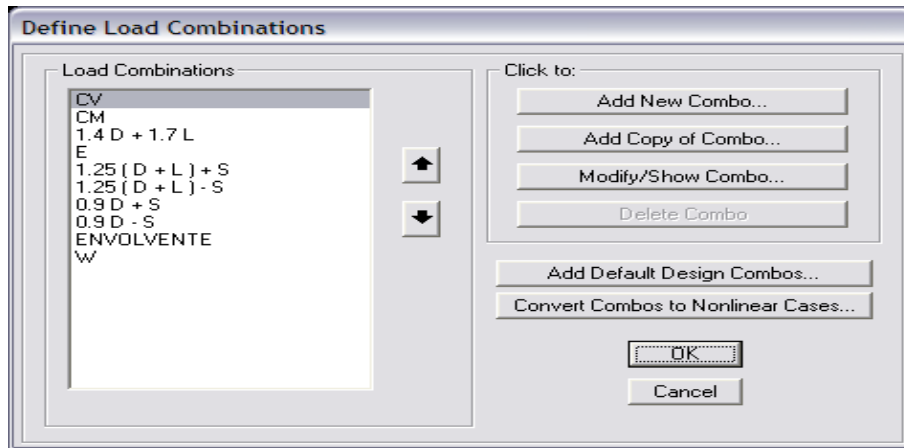 Define Load Combinations
Load Combinations
CV
CM
1.4 D + 1.7 L
E
1.25 ( D + L ) + S
1.25 ( D + L ) - S
0.9 D + S
0.9 D - S
ENVOLVENTE
W
Click to:
Add New Combo...
Add Copy of Combo...
Modify/Show Combo...
Delete Combo
Add Default Design Combos...
Convert Combos to Nonlinear Cases...
OK
Cancel